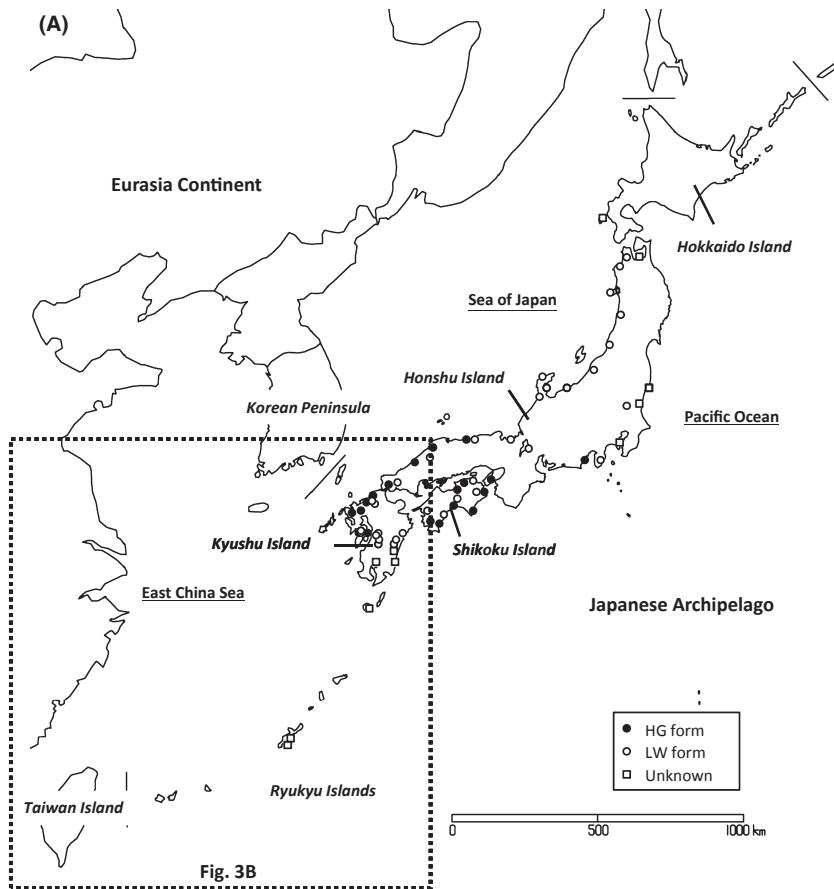 (A)
Eurasia Continent
Hokkaido Island
Sea of Japan
Honshu Island
Korean Peninsula
Pacific Ocean
Kyushu Island
Shikoku Island
East China Sea
Japanese Archipelago
HG form
LW form
Unknown
Ryukyu Islands
Taiwan Island
0 500 1000 km
Fig. 3B